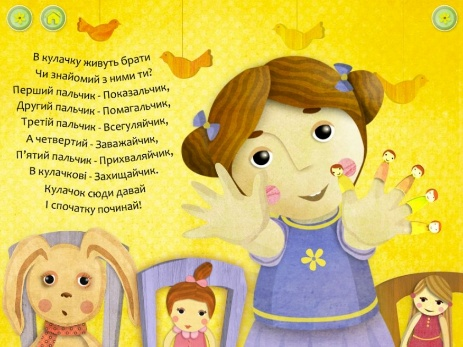 В кулачку живуть брати
Чи знайомий з ними ти?
Перший пальчик - Показальчик,
Другий пальчик - Помагальчик,
Третій пальчик - Всегуляйчик,
А четвертий - Заважайчик,
П'ятий пальчик - Прихваляйчик,
В кулачкові - Захищайчик.
Кулачок сюди давай
І спочатку починай!